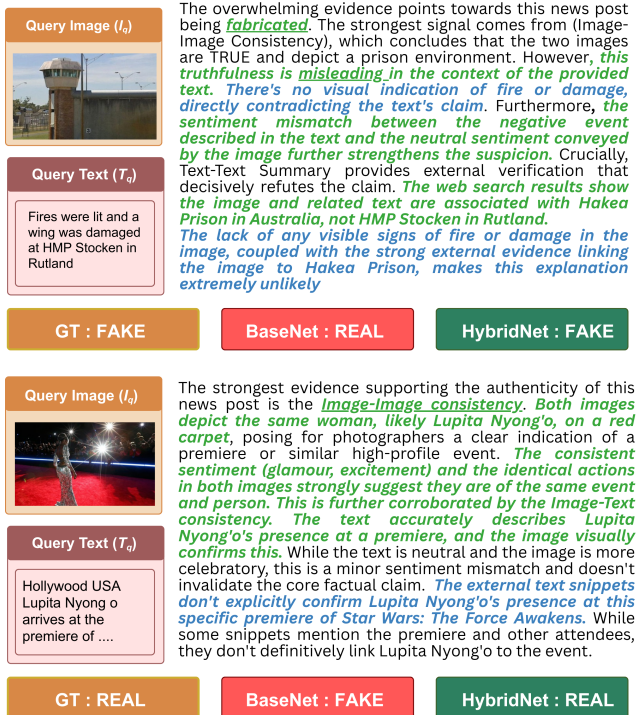 Query Image (Iq)
The overwhelming evidence points towards this news post
being fabricated. The strongest signal comes from (Image-
Image Consistency), which concludes that the two images
are TRUE and depict a prison environment. However, this
truthfulness is misleading in the context of the provided
text. There's no visual indication of fire or damage,
directly contradicting the text's claim. Furthermore, the
sentiment mismatch between the negative event
described in the text and the neutral sentiment conveyed
by the image further strengthens the suspicion. Crucially,
Text-Text Summary provides external verification that
decisively refutes the claim. The web search results show
the image and related text are associated with Hakea
Prison in Australia, not HMP Stocken in Rutland.
The lack of any visible signs of fire or damage in the
image, coupled with the strong external evidence linking
the image to Hakea Prison, makes this explanation
extremely unlikely
Query Text (Tq)
Fires were lit and a
wing was damaged
at HMP Stocken in
Rutland
GT : FAKE
BaseNet : REAL
HybridNet : FAKE
Query Image (Iq)
The strongest evidence supporting the authenticity of this
news post is the Image-Image consistency. Both images
depict the same woman, likely Lupita Nyong'o, on a red
carpet, posing for photographers a clear indication of a
premiere or similar high-profile event. The consistent
sentiment (glamour, excitement) and the identical actions
in both images strongly suggest they are of the same event
and person. This is further corroborated by the Image-Text
consistency. The text accurately describes Lupita
Nyong'o's presence at a premiere, and the image visually
confirms this. While the text is neutral and the image is more
celebratory, this is a minor sentiment mismatch and doesn't
invalidate the core factual claim. The external text snippets
don't explicitly confirm Lupita Nyong'o's presence at this
specific premiere of Star Wars: The Force Awakens. While
some snippets mention the premiere and other attendees,
they don't definitively link Lupita Nyong'o to the event.
Query Text (Tq)
Hollywood USA
Lupita Nyong o
arrives at the
premiere of ....
GT : REAL
BaseNet : FAKE
HybridNet : REAL